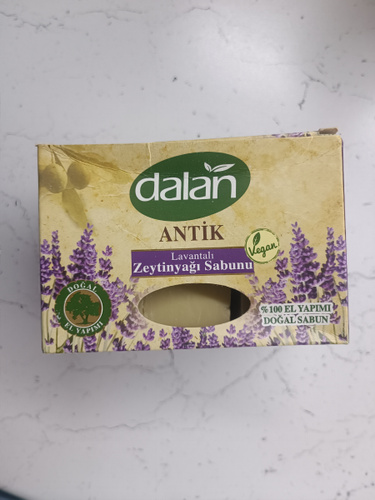 dalan
ANTİK
Lavantalı
Zeytinyağı Sabunu
Vegan
DOĞAL
EL YAPIMI
%100 EL YAPIMI
DOĞAL SABUN